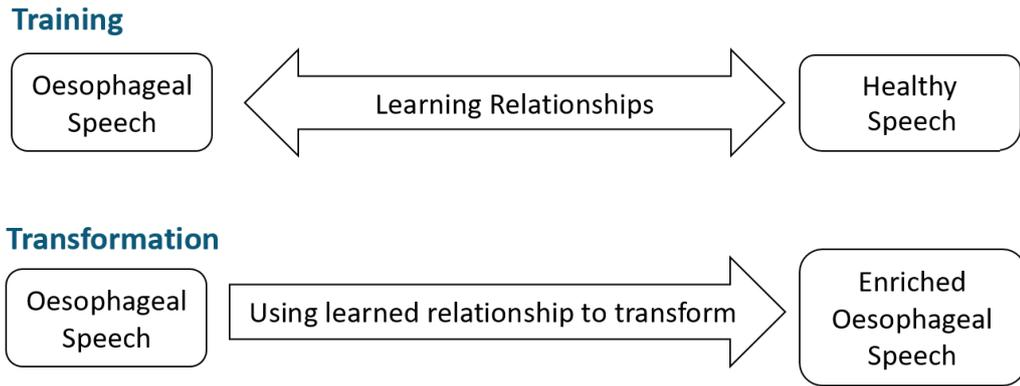 Training
Oesophageal
Speech
Learning Relationships
Healthy
Speech
Transformation
Oesophageal
Speech
Using learned relationship to transform
Enriched
Oesophageal
Speech